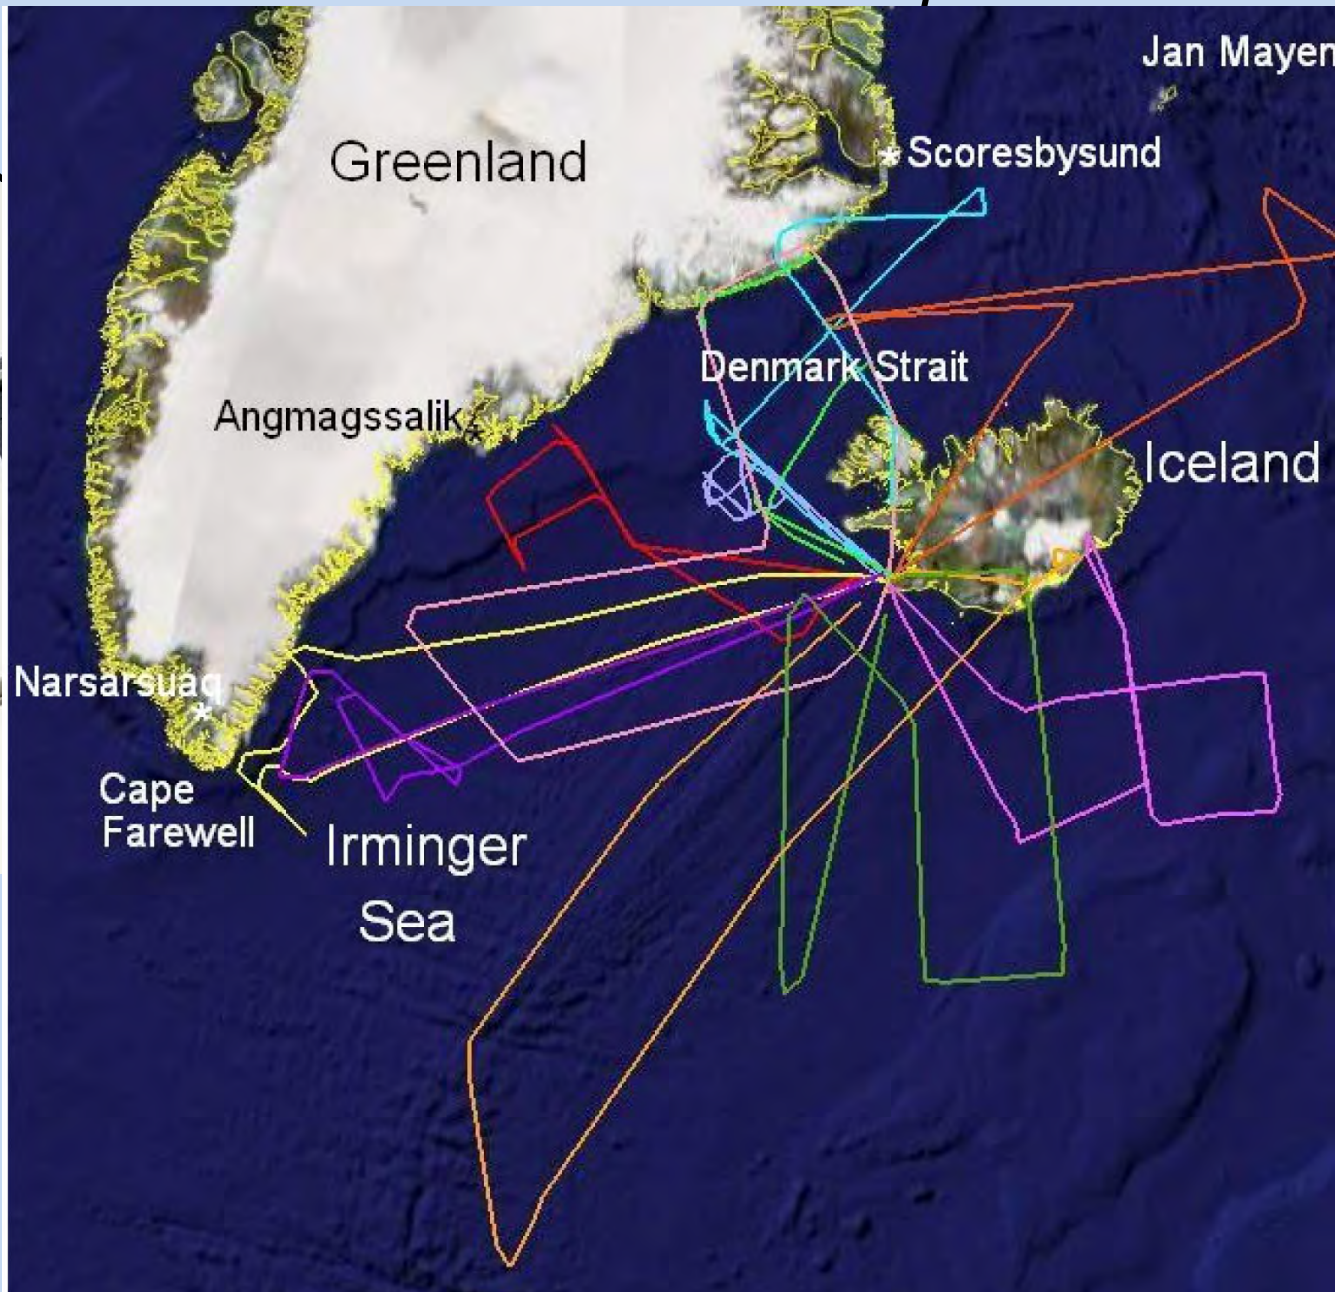 Jan Mayen
Scoresbysund
Greenland
Denmark Strait
Angmagssalik
Iceland
Narsarsuaq
Cape
Farewell
Irminger
Sea